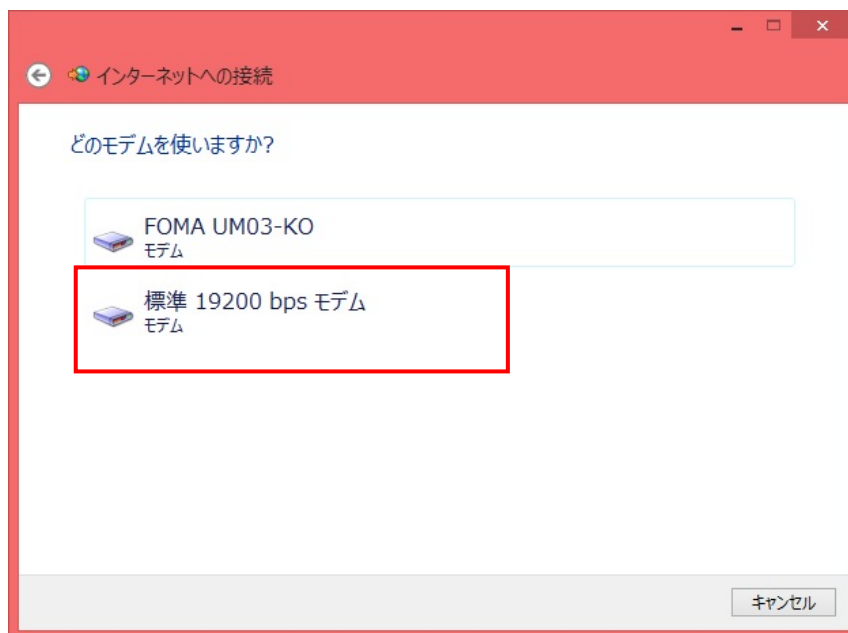 インターネットへの接続
どのモデムを使いますか?
FOMA UM03-KO
モデム
標準 19200 bps モデム
モデム
キャンセル